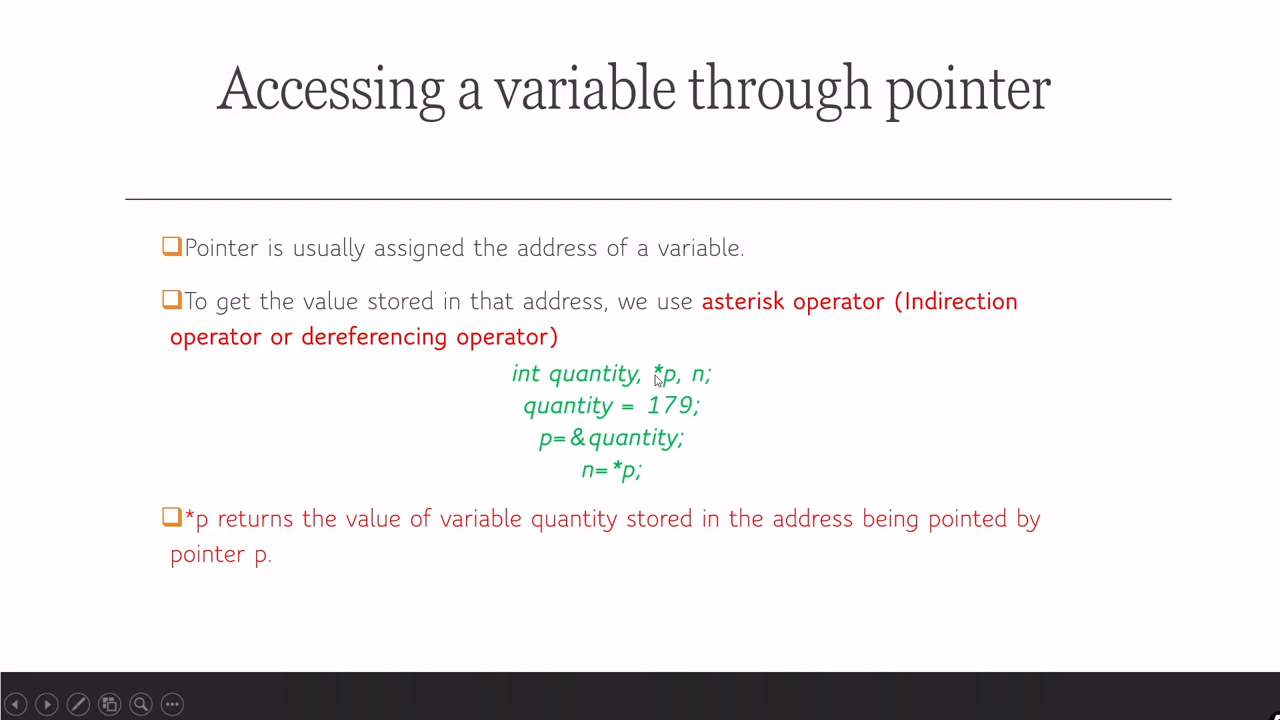 Accessing a variable through pointer
Pointer is usually assigned the address of a variable.
To get the value stored in that address, we use asterisk operator (Indirection
operator or dereferencing operator)
int quantity, *p, n;
quantity = 179;
p=&quantity;
n=*p;
*p returns the value of variable quantity stored in the address being pointed by
pointer p.